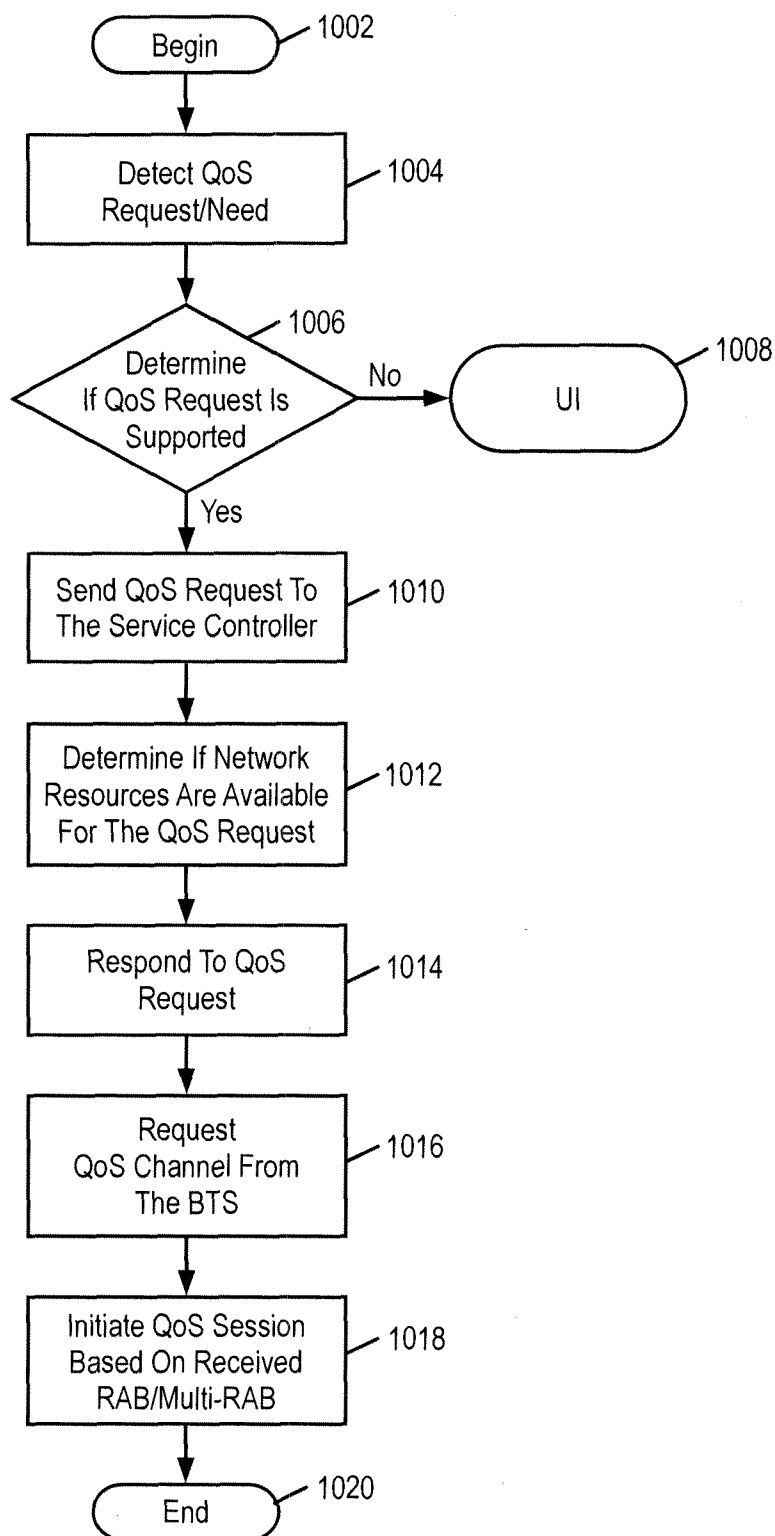 Begin
1002
Detect QoS
Request/Need
1004
1006
Determine
If QoS Request Is
Supported
No
UI
1008
Yes
Send QoS Request To
The Service Controller
1010
Determine If Network
Resources Are Available
For The QoS Request
1012
Respond To QoS
Request
1014
Request
QoS Channel From
The BTS
1016
Initiate QoS Session
Based On Received
RAB/Multi-RAB
1018
End
1020